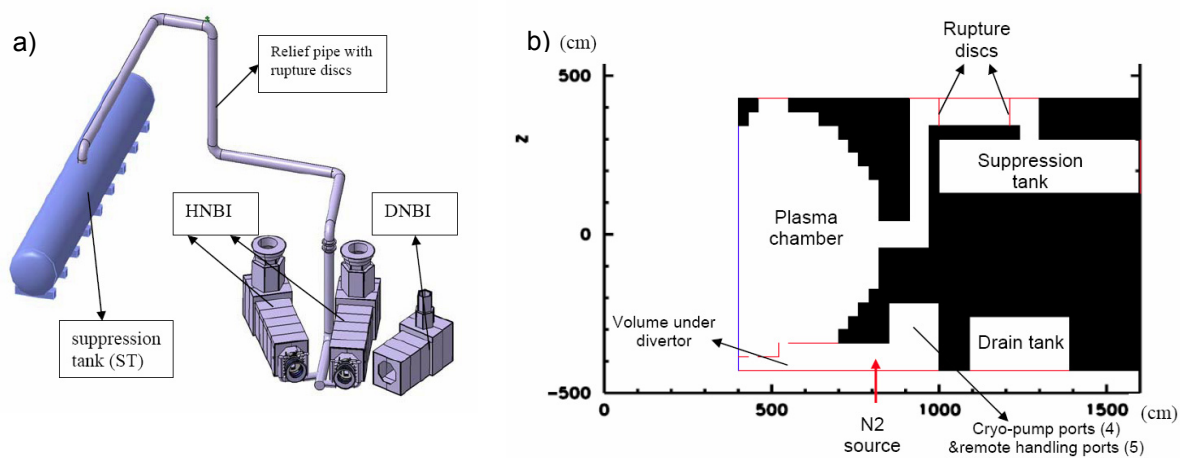 a)
Relief pipe with
rupture discs
HNBI
DNBI
suppression
tank (ST)
b)
(cm)
Rupture
discs
500
z
0
-500
Suppression
tank
Plasma
chamber
Volume under
divertor
Drain tank
0
500
1000
1500
(cm)
N2
source
Cryo-pump ports (4)
&remote handling ports (5)